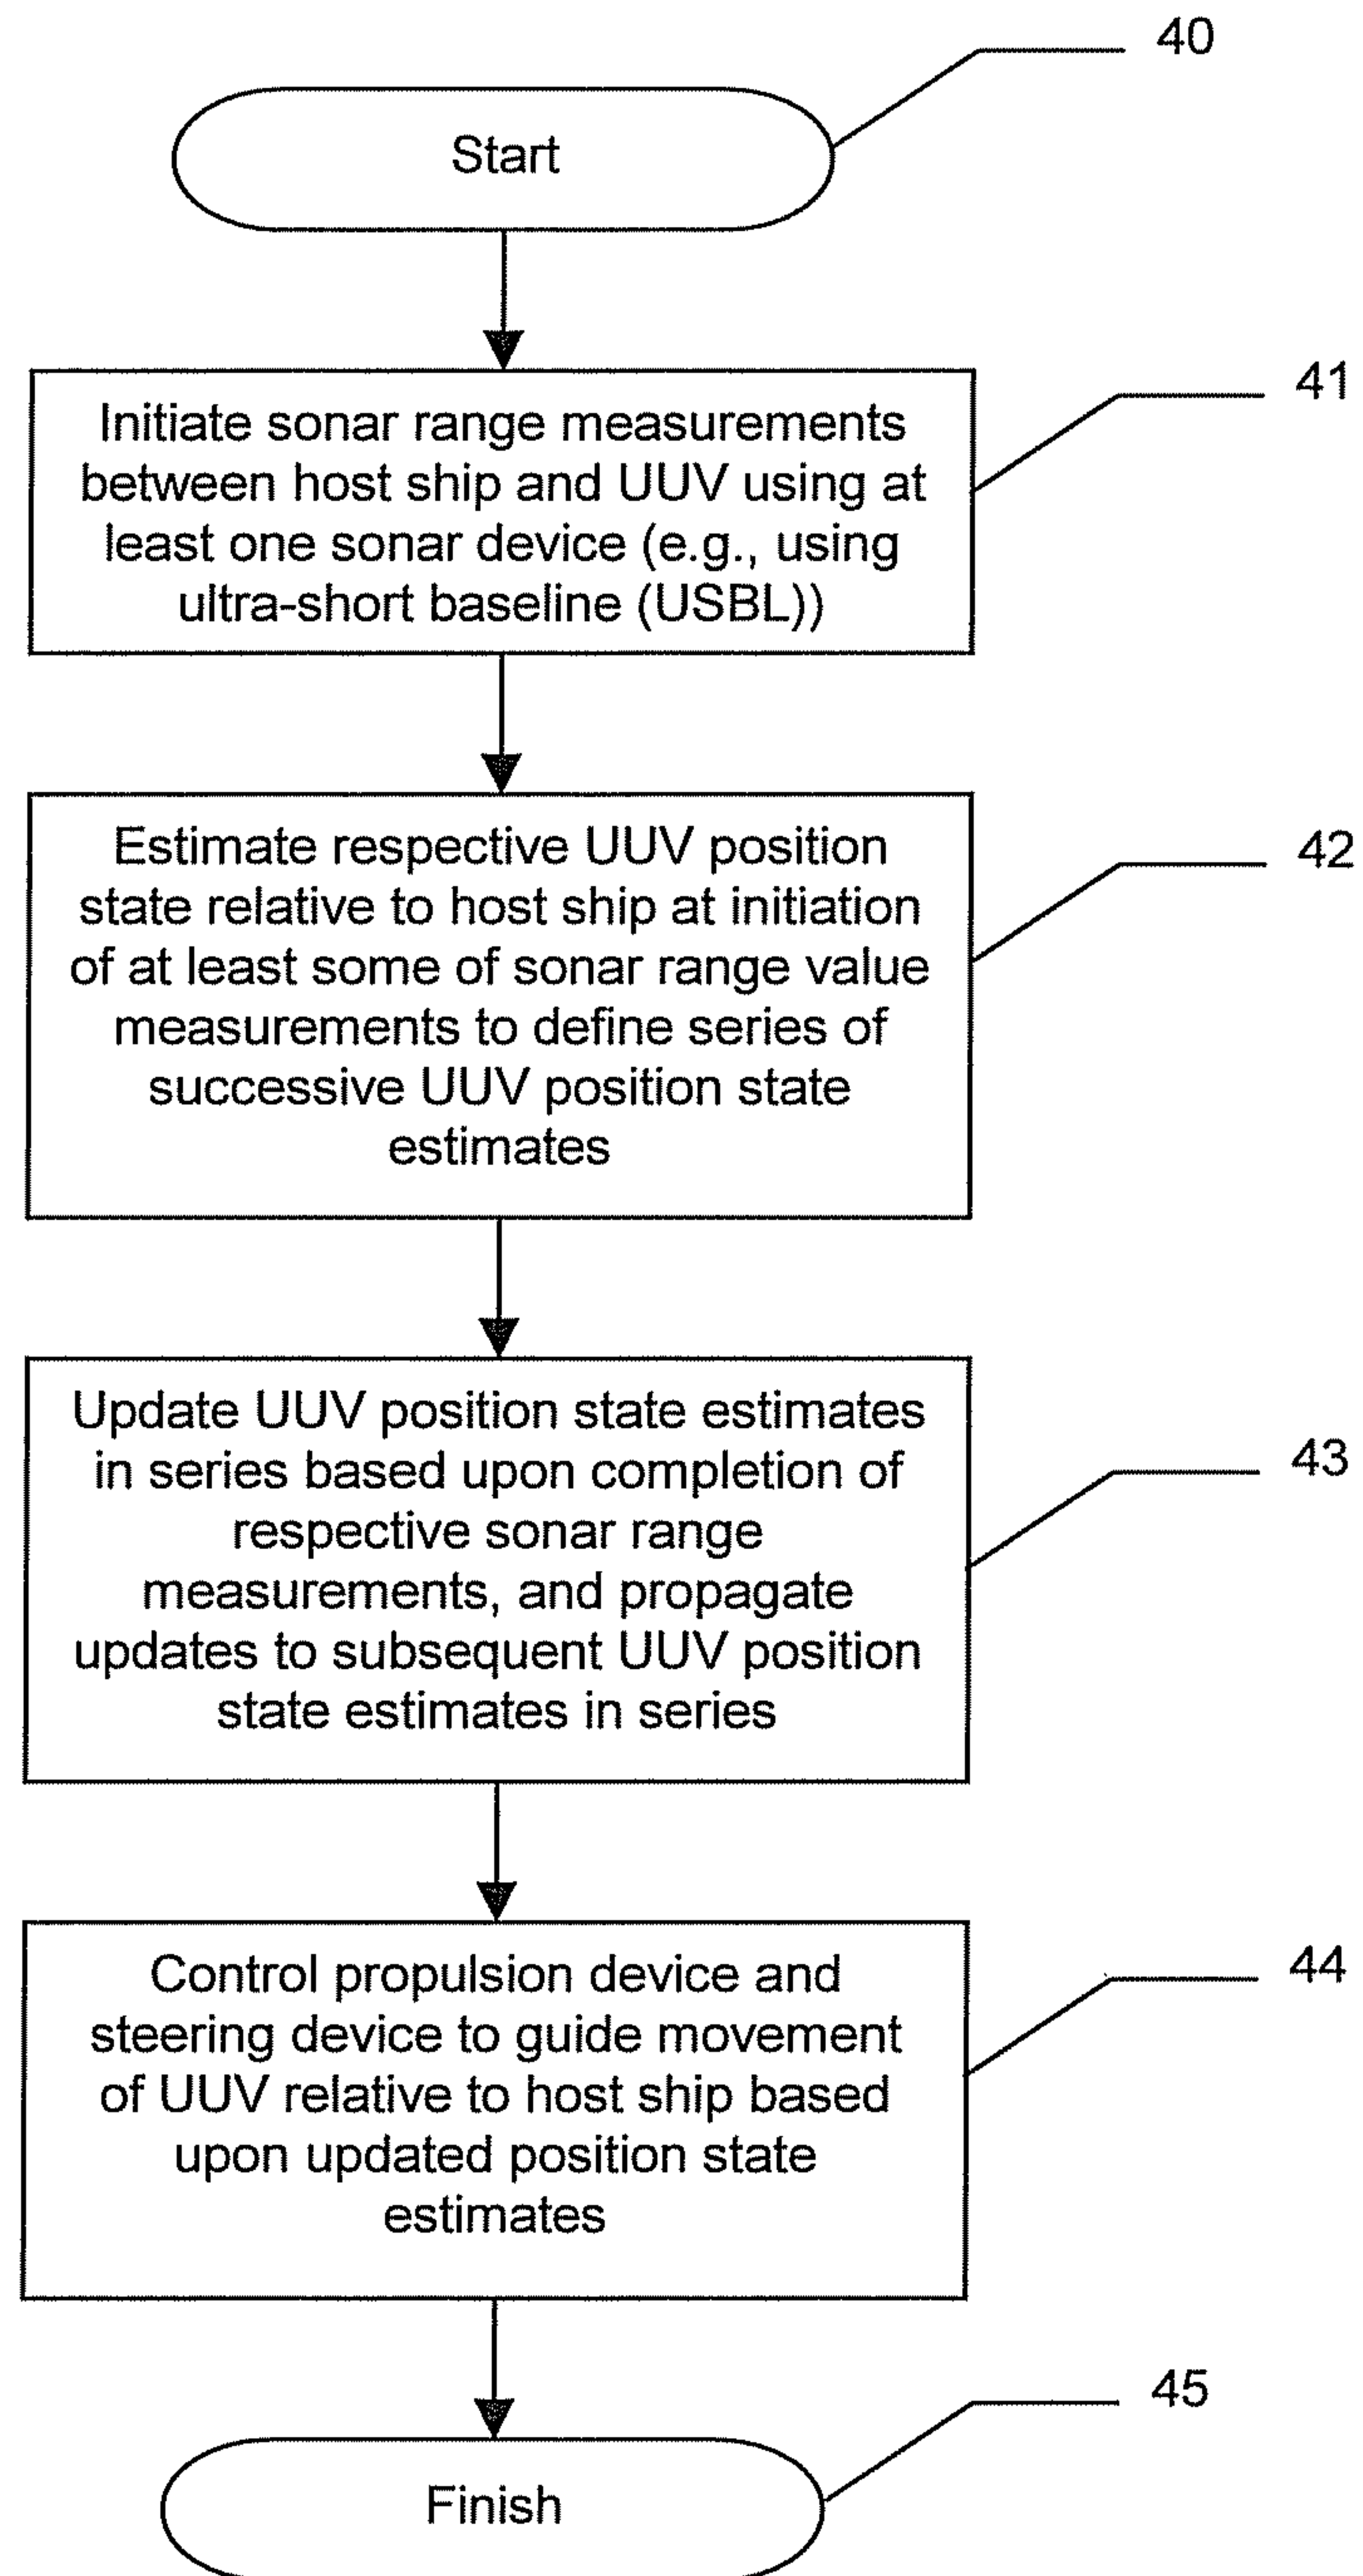 40
Start
41
Initiate sonar range measurements
between host ship and UUV using at
least one sonar device (e.g., using
ultra-short baseline (USBL))
42
Estimate respective UUV position
state relative to host ship at initiation
of at least some of sonar range value
measurements to define series of
successive UUV position state
estimates
43
Update UUV position state estimates
in series based upon completion of
respective sonar range
measurements, and propagate
updates to subsequent UUV position
state estimates in series
44
Control propulsion device and
steering device to guide movement
of UUV relative to host ship based
upon updated position state
estimates
45
Finish